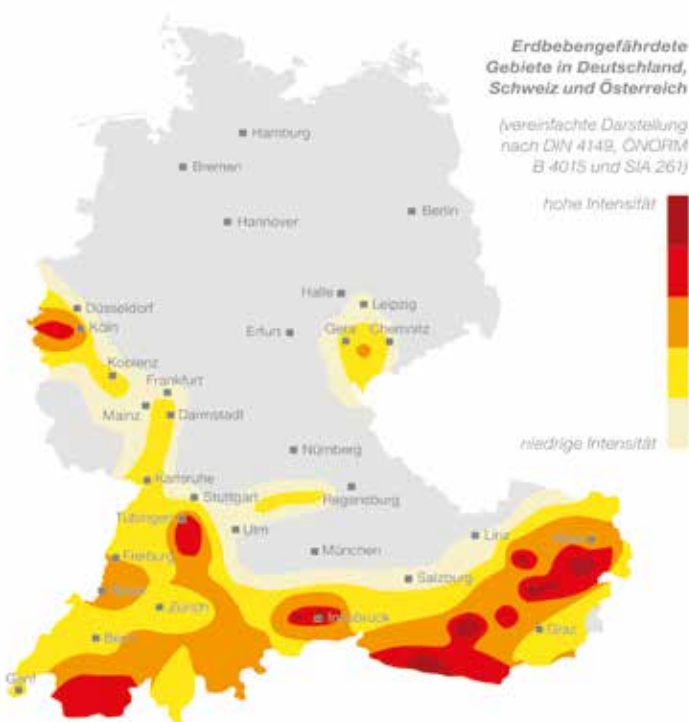 Erdbebengefährdete
Gebiete in Deutschland,
Schweiz und Österreich
(vereinfachte Darstellung
nach DIN 4149, ÖNORM
B 4015 und SIA 261)
hohe Intensität
niedrige Intensität
Hamburg
Bremen
Berlin
Hannover
Halle
Leipzig
Düsseldorf
Köln
Erfurt
Gera
Chemnitz
Koblenz
Frankfurt
Mainz
Darmstadt
Nürnberg
Karlsruhe
Stuttgart
Regensburg
Tübingen
Ulm
Linz
Wien
München
Freiburg
Salzburg
Basel
Zürich
Innsbruck
Graz
Bern
Genf